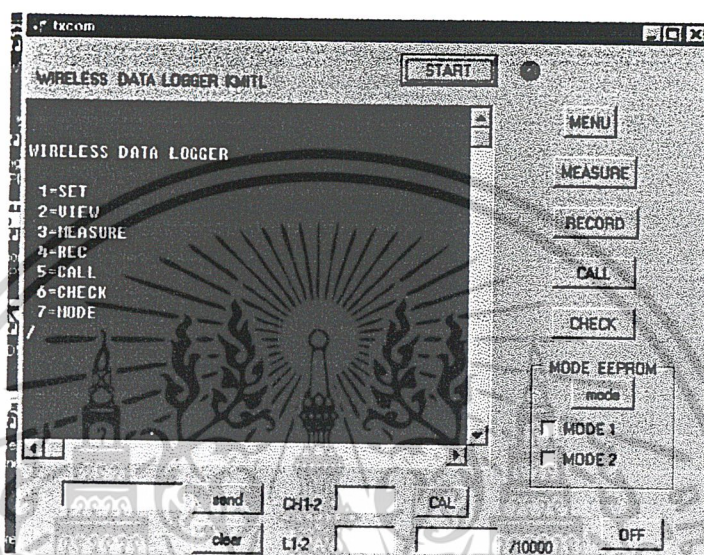 txcom
WIRELESS DATA LOGGER KMITL
START
WIRELESS DATA LOGGER
1=SET
2=VIEW
3=MEASURE
4=REC
5=CALL
6=CHECK
7=MODE
/
MENU
MEASURE
RECORD
CALL
CHECK
MODE EEPROM
mode
MODE 1
MODE 2
send
CH1-2
CAL
clear
L1-2
/10000
OFF